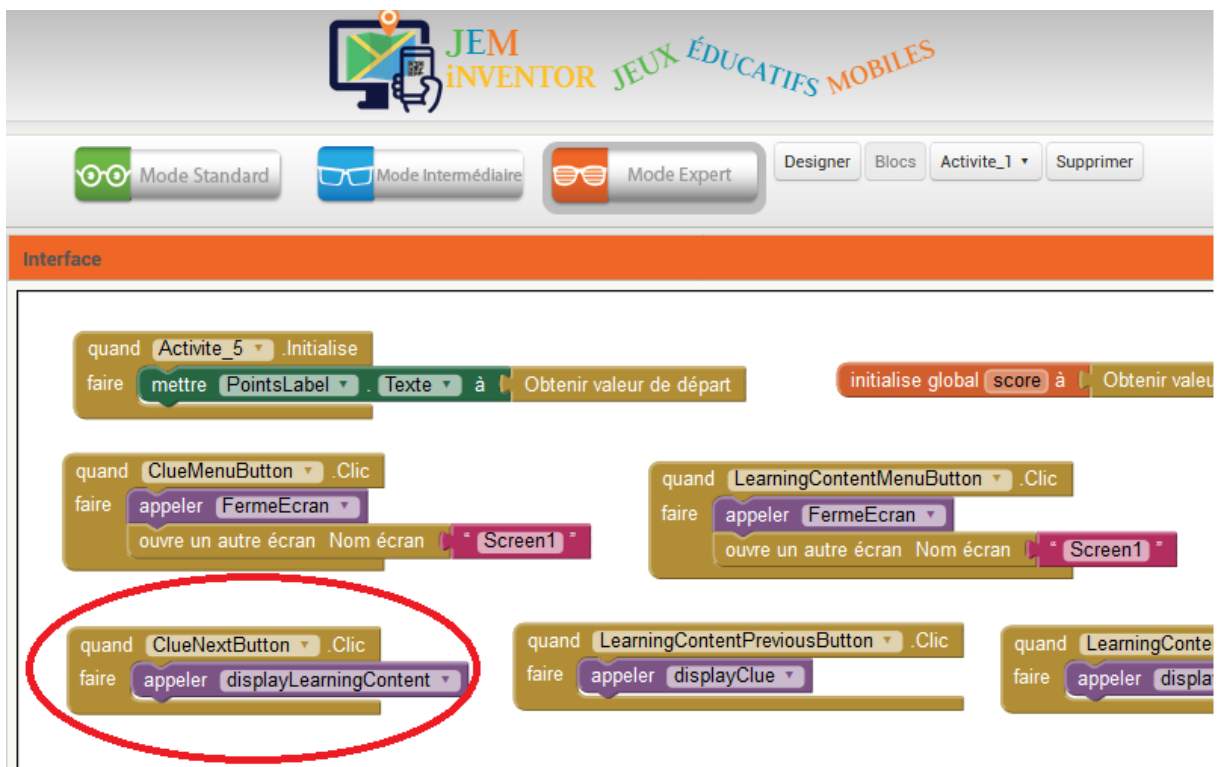 JEM
iNVENTOR
JEUX ÉDUCATIFS MOBILES
Mode Standard
Mode Intermédiaire
Mode Expert
Designer
Blocs
Activite_1
Supprimer
Interface
quand Activite_5 .Initialise
faire mettre PointsLabel . Texte à Obtenir valeur de départ
initialise global score à Obtenir valeu
quand ClueMenuButton .Clic
faire appeler FermeEcran
ouvre un autre écran Nom écran " Screen1 "
quand LearningContentMenuButton .Clic
faire appeler FermeEcran
ouvre un autre écran Nom écran " Screen1 "
quand ClueNextButton .Clic
faire appeler displayLearningContent
quand LearningContentPreviousButton .Clic
faire appeler displayClue
quand LearningConte
faire appeler displa